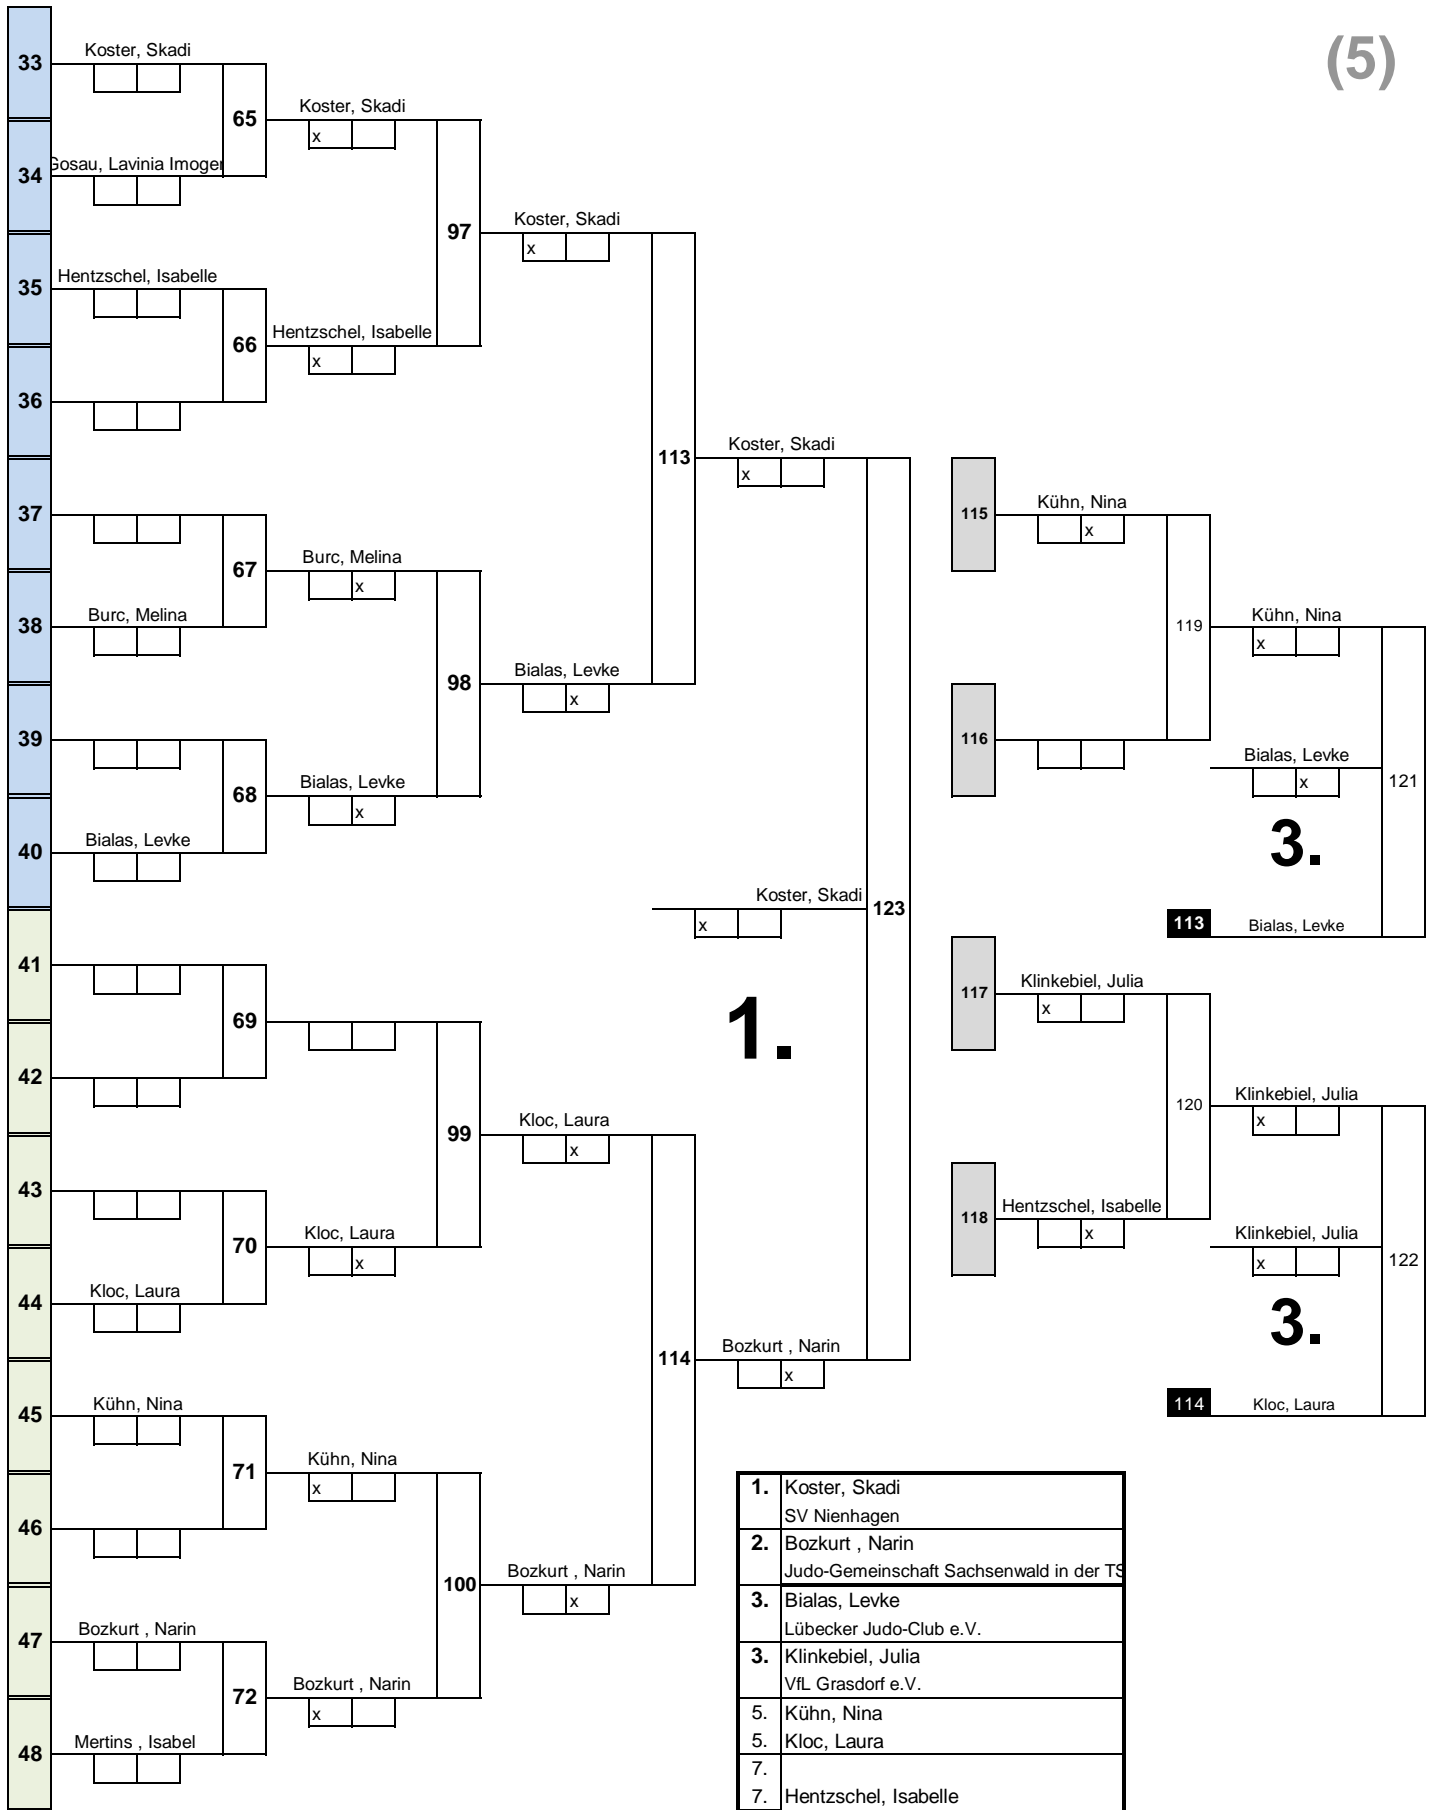 (5)
33
Koster, Skadi
65
Koster, Skadi
x
34
Gosau, Lavinia Imogen
97
Koster, Skadi
x
35
Hentzschel, Isabelle
66
Hentzschel, Isabelle
x
36
113
Koster, Skadi
x
37
67
Burc, Melina
x
38
Burc, Melina
98
Bialas, Levke
x
39
68
Bialas, Levke
x
40
Bialas, Levke
Koster, Skadi
x
123
1.
41
69
42
99
Kloc, Laura
x
43
70
Kloc, Laura
x
44
Kloc, Laura
114
Bozkurt , Narin
x
45
Kühn, Nina
71
Kühn, Nina
x
46
100
Bozkurt , Narin
x
47
Bozkurt , Narin
72
Bozkurt , Narin
x
48
Mertins , Isabel
115
Kühn, Nina
x
119
Kühn, Nina
x
116
Bialas, Levke
x
121
3.
113
Bialas, Levke
117
Klinkebiel, Julia
x
120
Klinkebiel, Julia
x
118
Hentzschel, Isabelle
x
Klinkebiel, Julia
x
122
3.
114
Kloc, Laura
1. Koster, Skadi
SV Nienhagen
2. Bozkurt , Narin
Judo-Gemeinschaft Sachsenwald in der TS
3. Bialas, Levke
Lübecker Judo-Club e.V.
3. Klinkebiel, Julia
VfL Grasdorf e.V.
5. Kühn, Nina
5. Kloc, Laura
7.
7. Hentzschel, Isabelle